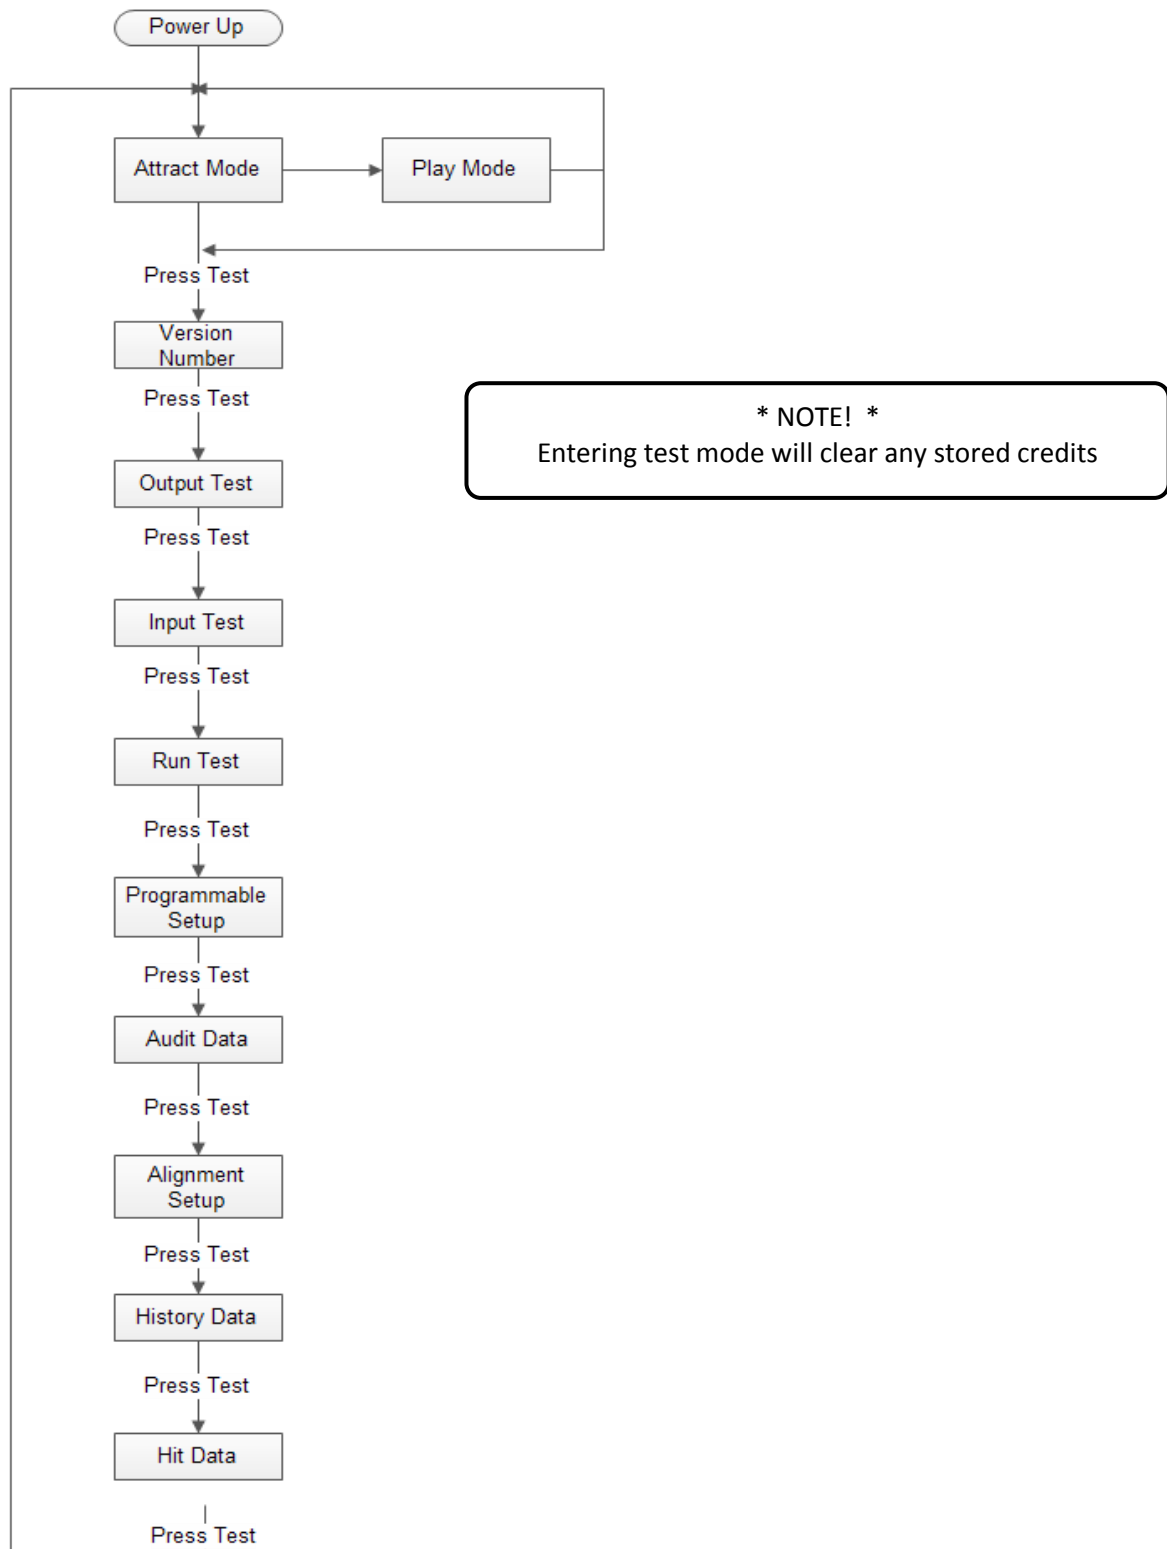 Power Up
Attract Mode
Play Mode
Press Test
Version
Number
Press Test
* NOTE! *
Entering test mode will clear any stored credits
Output Test
Press Test
Input Test
Press Test
Run Test
Press Test
Programmable
Setup
Press Test
Audit Data
Press Test
Alignment
Setup
Press Test
History Data
Press Test
Hit Data
Press Test